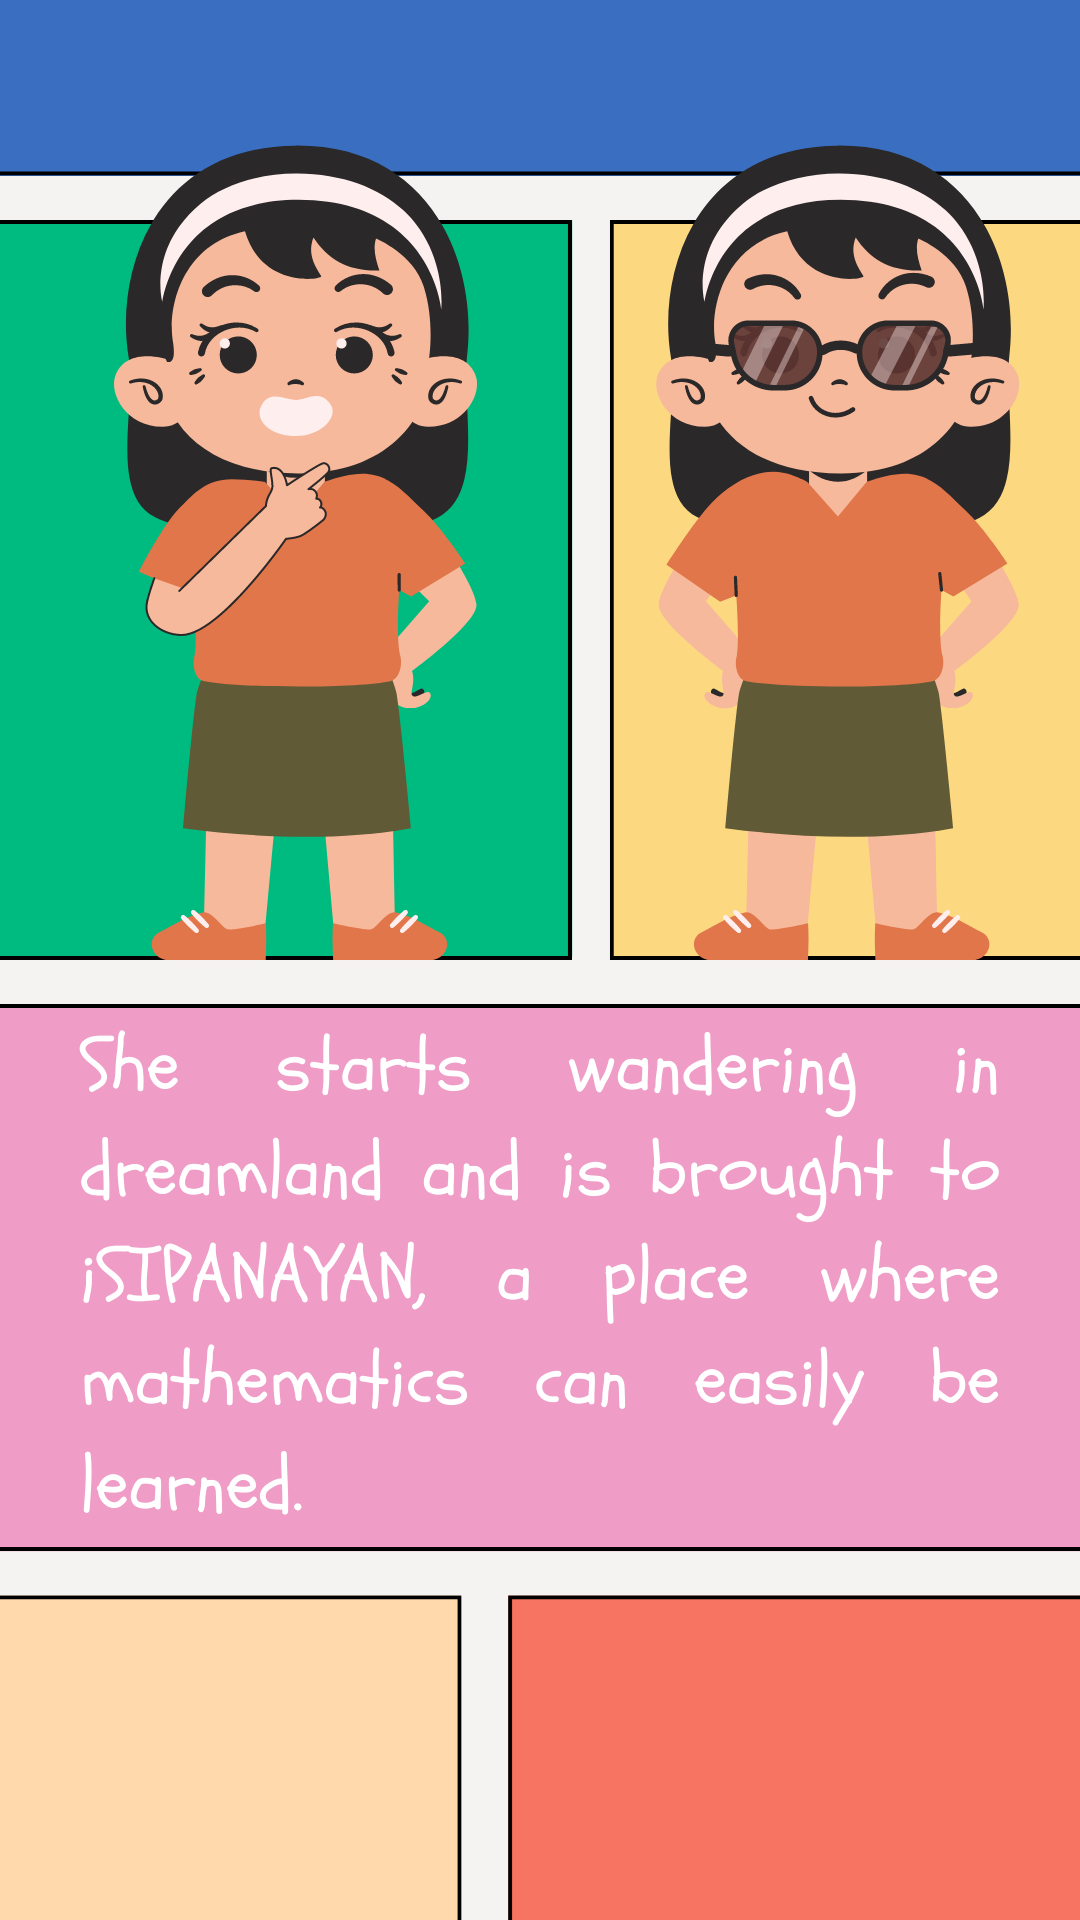 She starts wandering in
dreamland and is brought to
iSIPANAYAN, a place where
mathematics can easily be
learned.